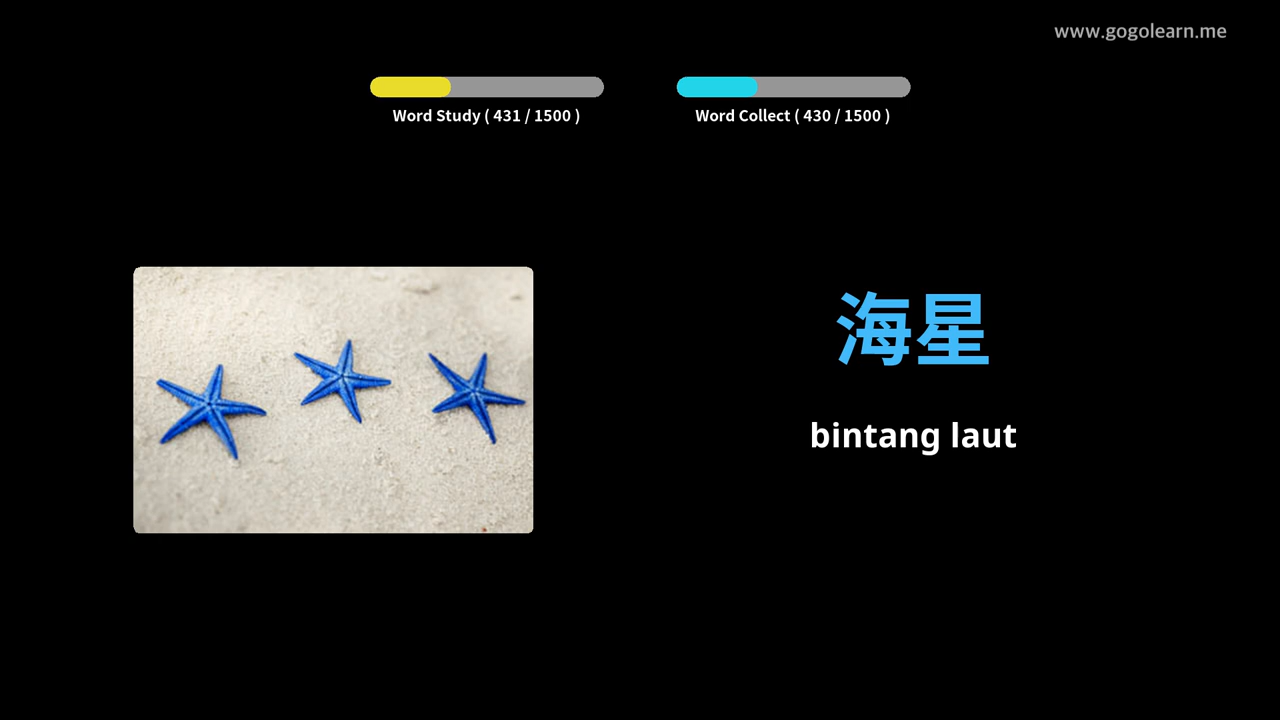 www.gogolearn.me
Word Study ( 431 / 1500 )
Word Collect ( 430 / 1500 )
海星
bintang laut